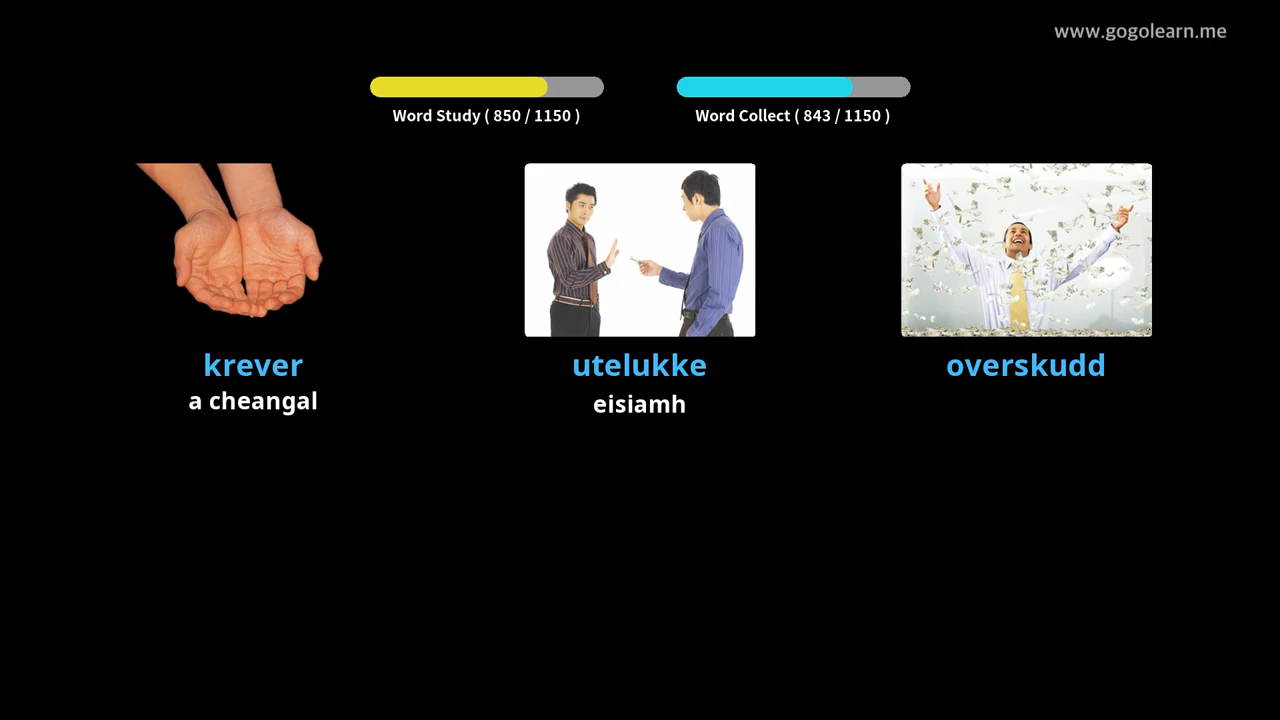 www.gogolearn.me
Word Study ( 850 / 1150 )
Word Collect ( 843 / 1150 )
krever
a cheangal
utelukke
eisiamh
overskudd